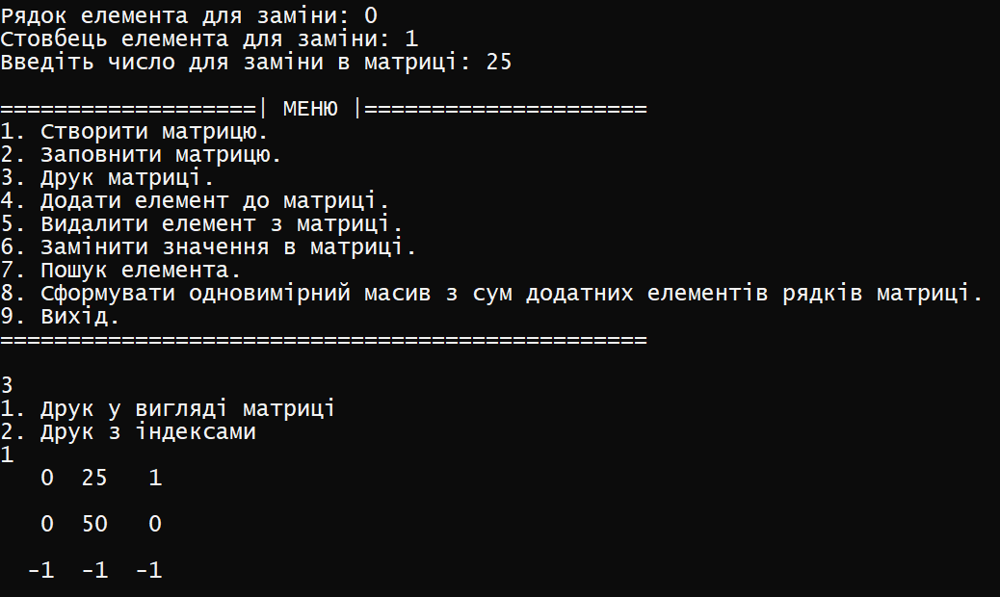 Рядок елемента для заміни: 0
Стовбець елемента для заміни: 1
Введіть число для заміни в матриці: 25
===================| МЕНЮ |=====================
1. Створити матрицю.
2. Заповнити матрицю.
3. Друк матриці.
4. Додати елемент до матриці.
5. Видалити елемент з матриці.
6. Замінити значення в матриці.
7. Пошук елемента.
8. Сформувати одновимірний масив з сум додатних елементів рядків матриці.
9. Вихід.
================================================
3
1. Друк у вигляді матриці
2. Друк з індексами
1
0 25 1
0 50 0
-1 -1 -1